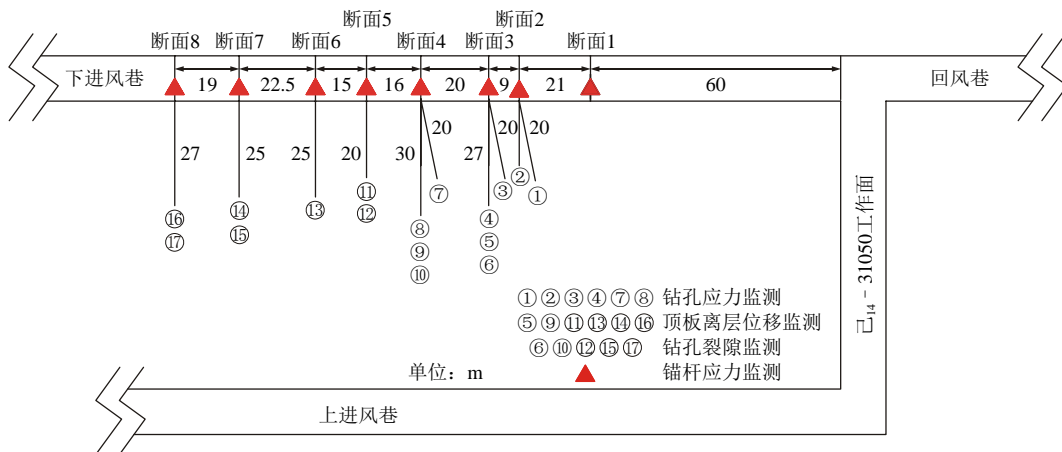 断面5 断面2
断面8 断面7 断面6 断面4 断面3 断面1
下进风巷 19 22.5 15 16 20 9 21 60 回风巷
20 20 20
27 25 25 20 30 27
② ① ③ ⑦
⑪
⑯ ⑭ ⑬ ⑫ ④
⑰ ⑮ ⑧ ⑤
⑨ ⑥
⑩
①②③④⑦⑧ 钻孔应力监测
⑤⑨⑪⑬⑭⑯ 顶板离层位移监测
⑥⑩⑫⑮⑰ 钻孔裂隙监测
单位：m 锚杆应力监测
上进风巷
己14－31050工作面